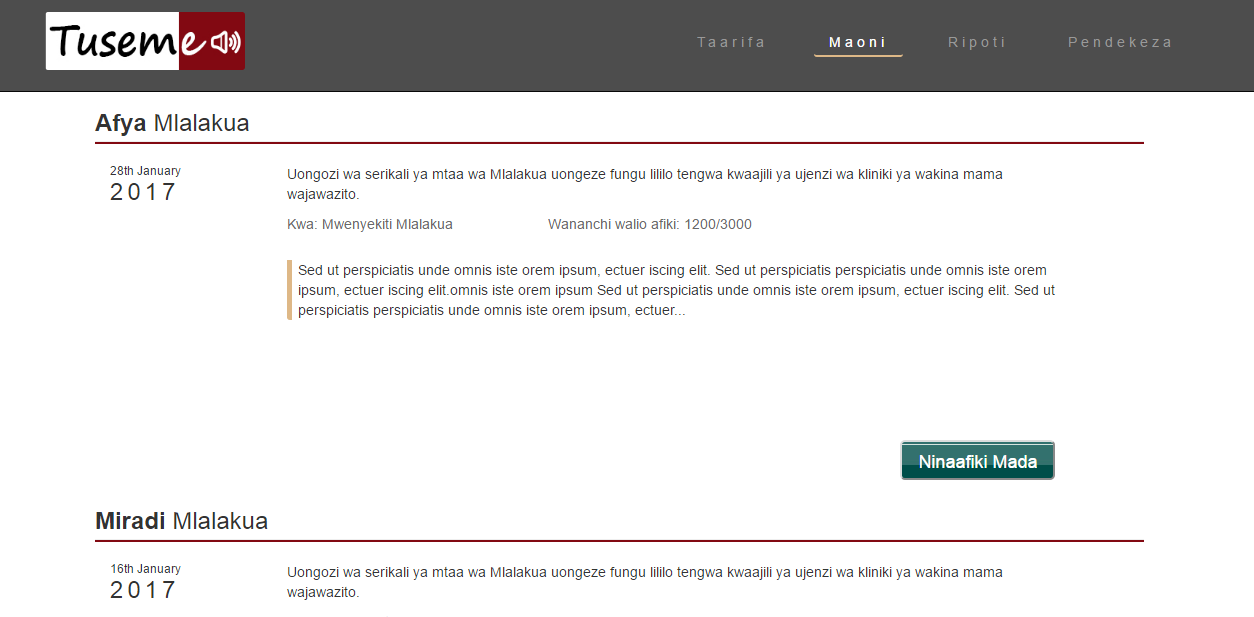 Tuseme
Taarifa
Maoni
Ripoti
Pendekeza
Afya Mlalakua
28th January
2017
Uongozi wa serikali ya mtaa wa Mlalakua uongeze fungu lililo tengwa kwaajili ya ujenzi wa kliniki ya wakina mama
wajawazito.
Kwa: Mwenyekiti Mlalakua
Wananchi walio afiki: 1200/3000
Sed ut perspiciatis unde omnis iste orem ipsum, ectuer iscing elit. Sed ut perspiciatis perspiciatis unde omnis iste orem
ipsum, ectuer iscing elit.omnis iste orem ipsum Sed ut perspiciatis unde omnis iste orem ipsum, ectuer iscing elit. Sed ut
perspiciatis perspiciatis unde omnis iste orem ipsum, ectuer...
Ninaafiki Mada
Miradi Mlalakua
16th January
2017
Uongozi wa serikali ya mtaa wa Mlalakua uongeze fungu lililo tengwa kwaajili ya ujenzi wa kliniki ya wakina mama
wajawazito.